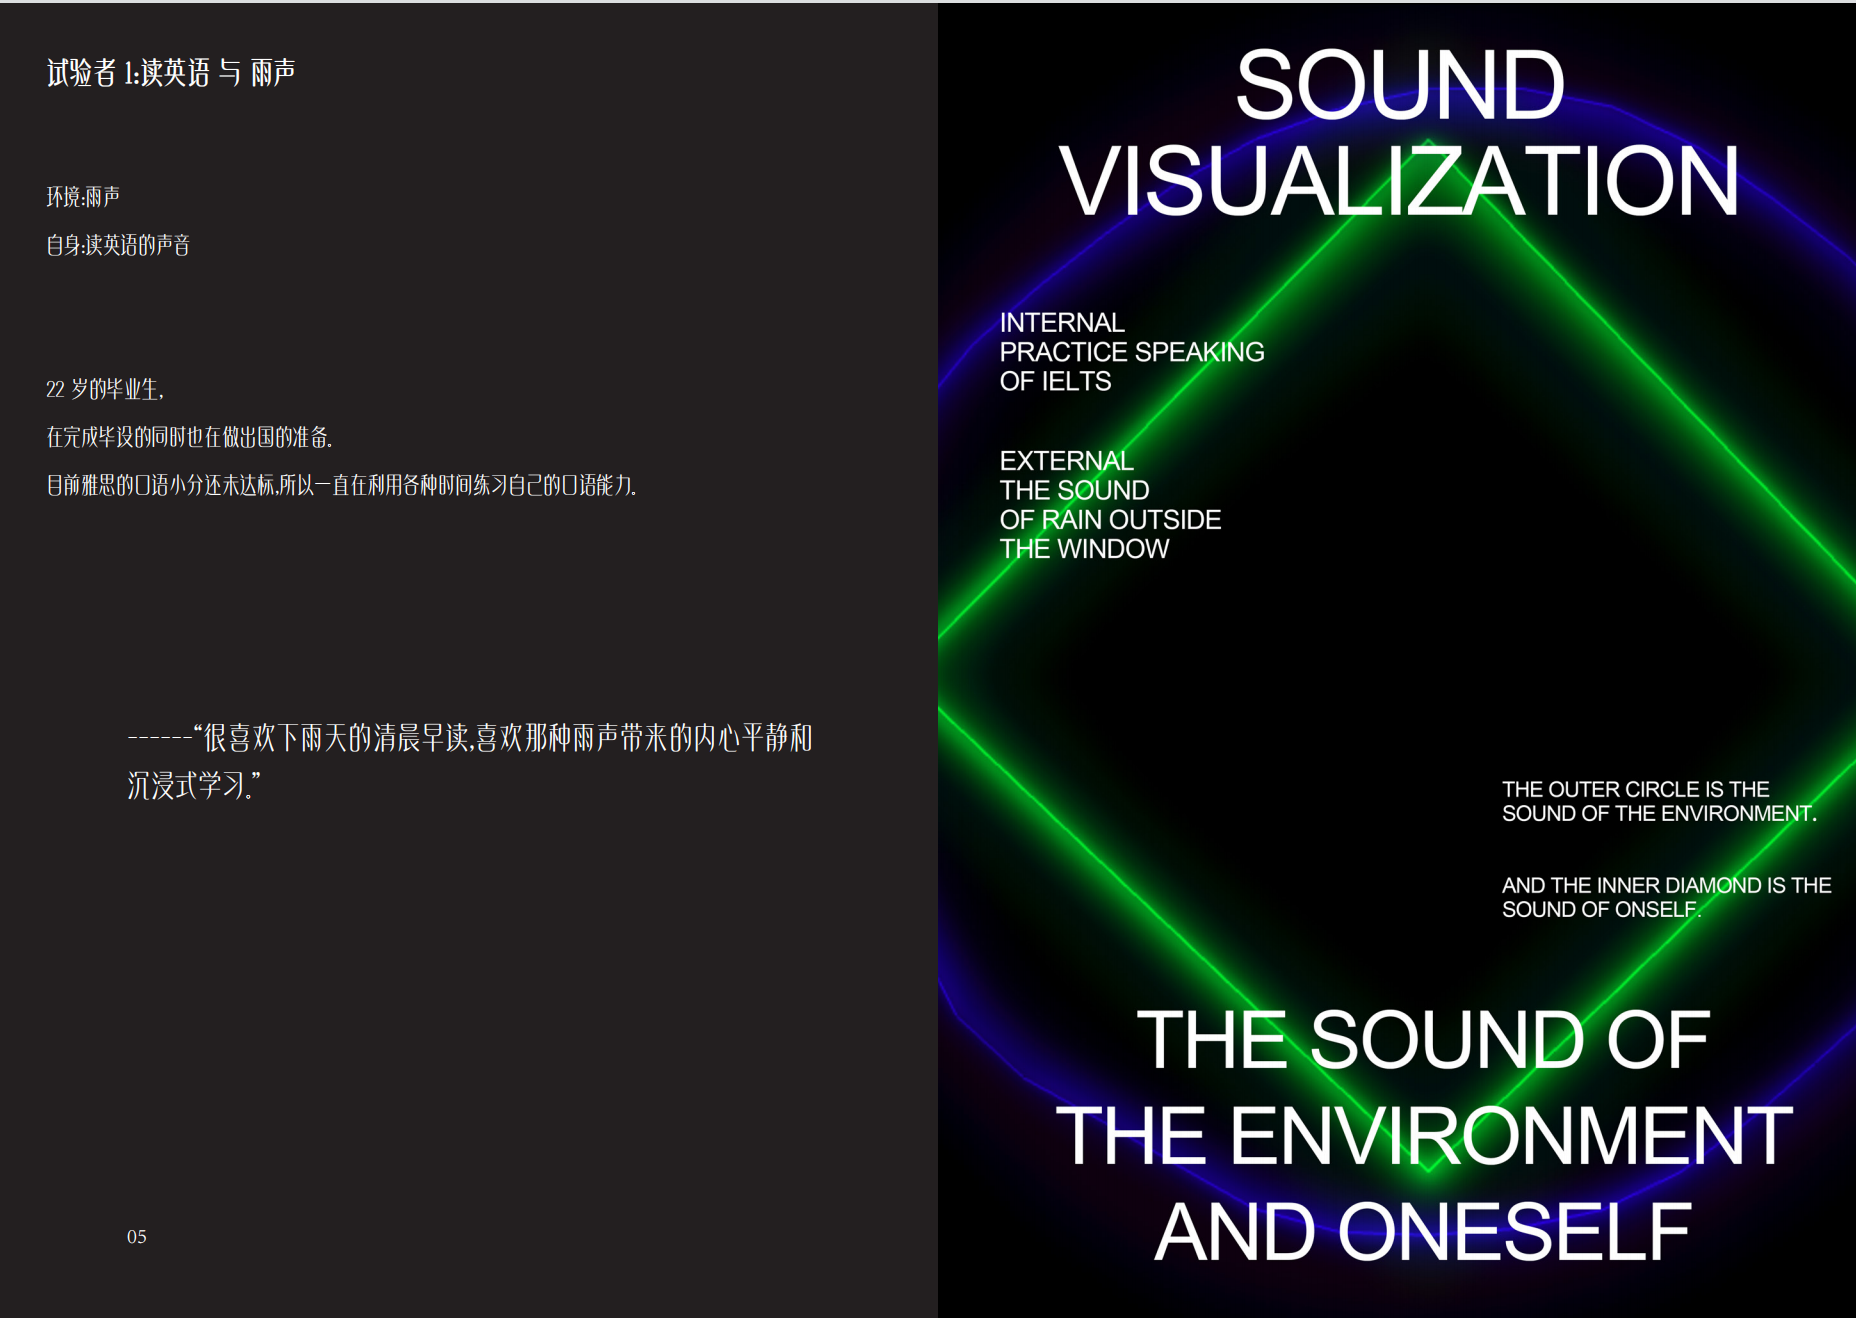 试验者 1:读英语 与 雨声
环境:雨声
自身:读英语的声音
22 岁的毕业生,
在完成毕设的同时也在做出国的准备。
目前雅思的口语小分还未达标,所以一直在利用各种时间练习自己的口语能力。
------“很喜欢下雨天的清晨早读,喜欢那种雨声带来的内心平静和
沉浸式学习。”
05
SOUND
VISUALIZATION
INTERNAL
PRACTICE SPEAKING
OF IELTS
EXTERNAL
THE SOUND
OF RAIN OUTSIDE
THE WINDOW
THE OUTER CIRCLE IS THE
SOUND OF THE ENVIRONMENT.
AND THE INNER DIAMOND IS THE
SOUND OF ONSELF.
THE SOUND OF
THE ENVIRONMENT
AND ONESELF